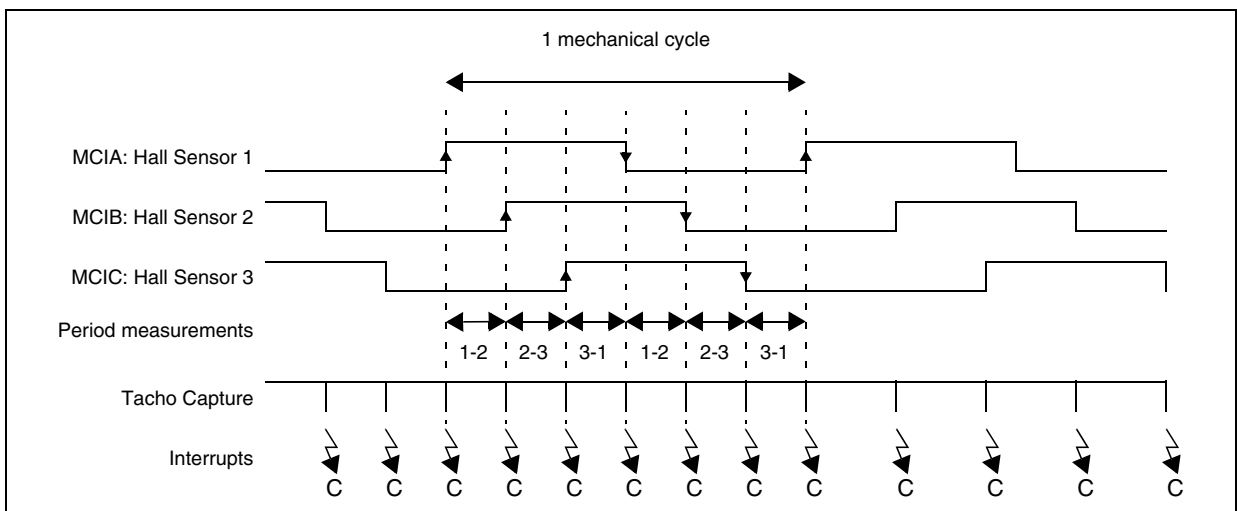 1 mechanical cycle
MCIA: Hall Sensor 1
MCIB: Hall Sensor 2
MCIC: Hall Sensor 3
Period measurements
1-2 2-3 3-1 1-2 2-3 3-1
Tacho Capture
Interrupts
C C C C C C C C C C C C C